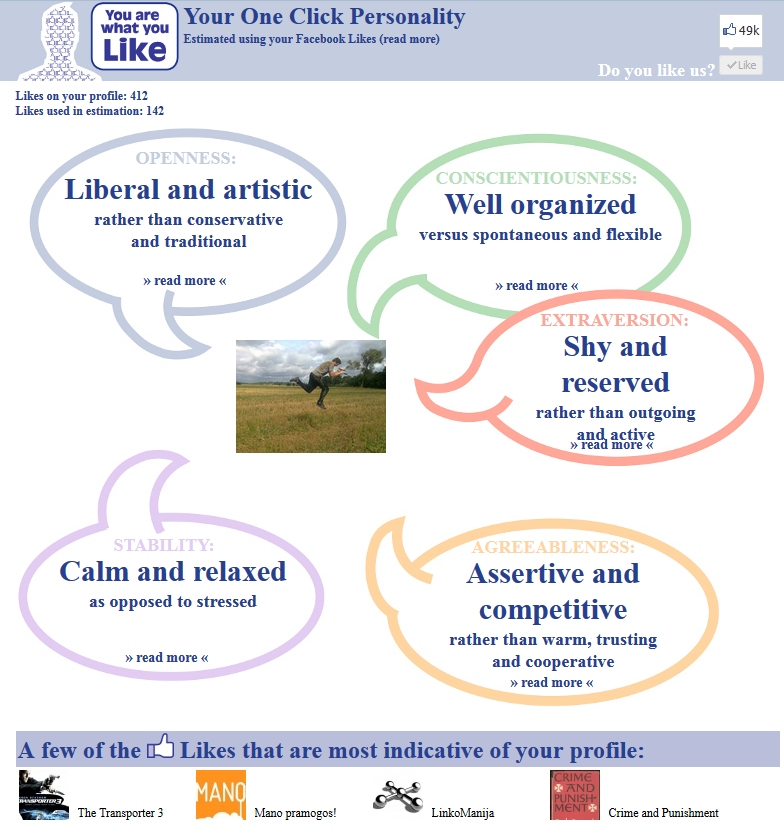 You are
what you
Like
Your One Click Personality
Estimated using your Facebook Likes (read more)
49k
Do you like us?
Like
Likes on your profile: 412
Likes used in estimation: 142
OPENNESS:
Liberal and artistic
rather than conservative
and traditional
» read more «
CONSCIENTIOUSNESS:
Well organized
versus spontaneous and flexible
» read more «
EXTRAVERSION:
Shy and
reserved
rather than outgoing
and active
» read more «
STABILITY:
Calm and relaxed
as opposed to stressed
» read more «
AGREEABLENESS:
Assertive and
competitive
rather than warm, trusting
and cooperative
» read more «
A few of the Likes that are most indicative of your profile:
TRANSPORTER 3
The Transporter 3
MANO
Mano pramogos!
LinkoManija
CRIME
AND
PUNISH-
MENT
Crime and Punishment